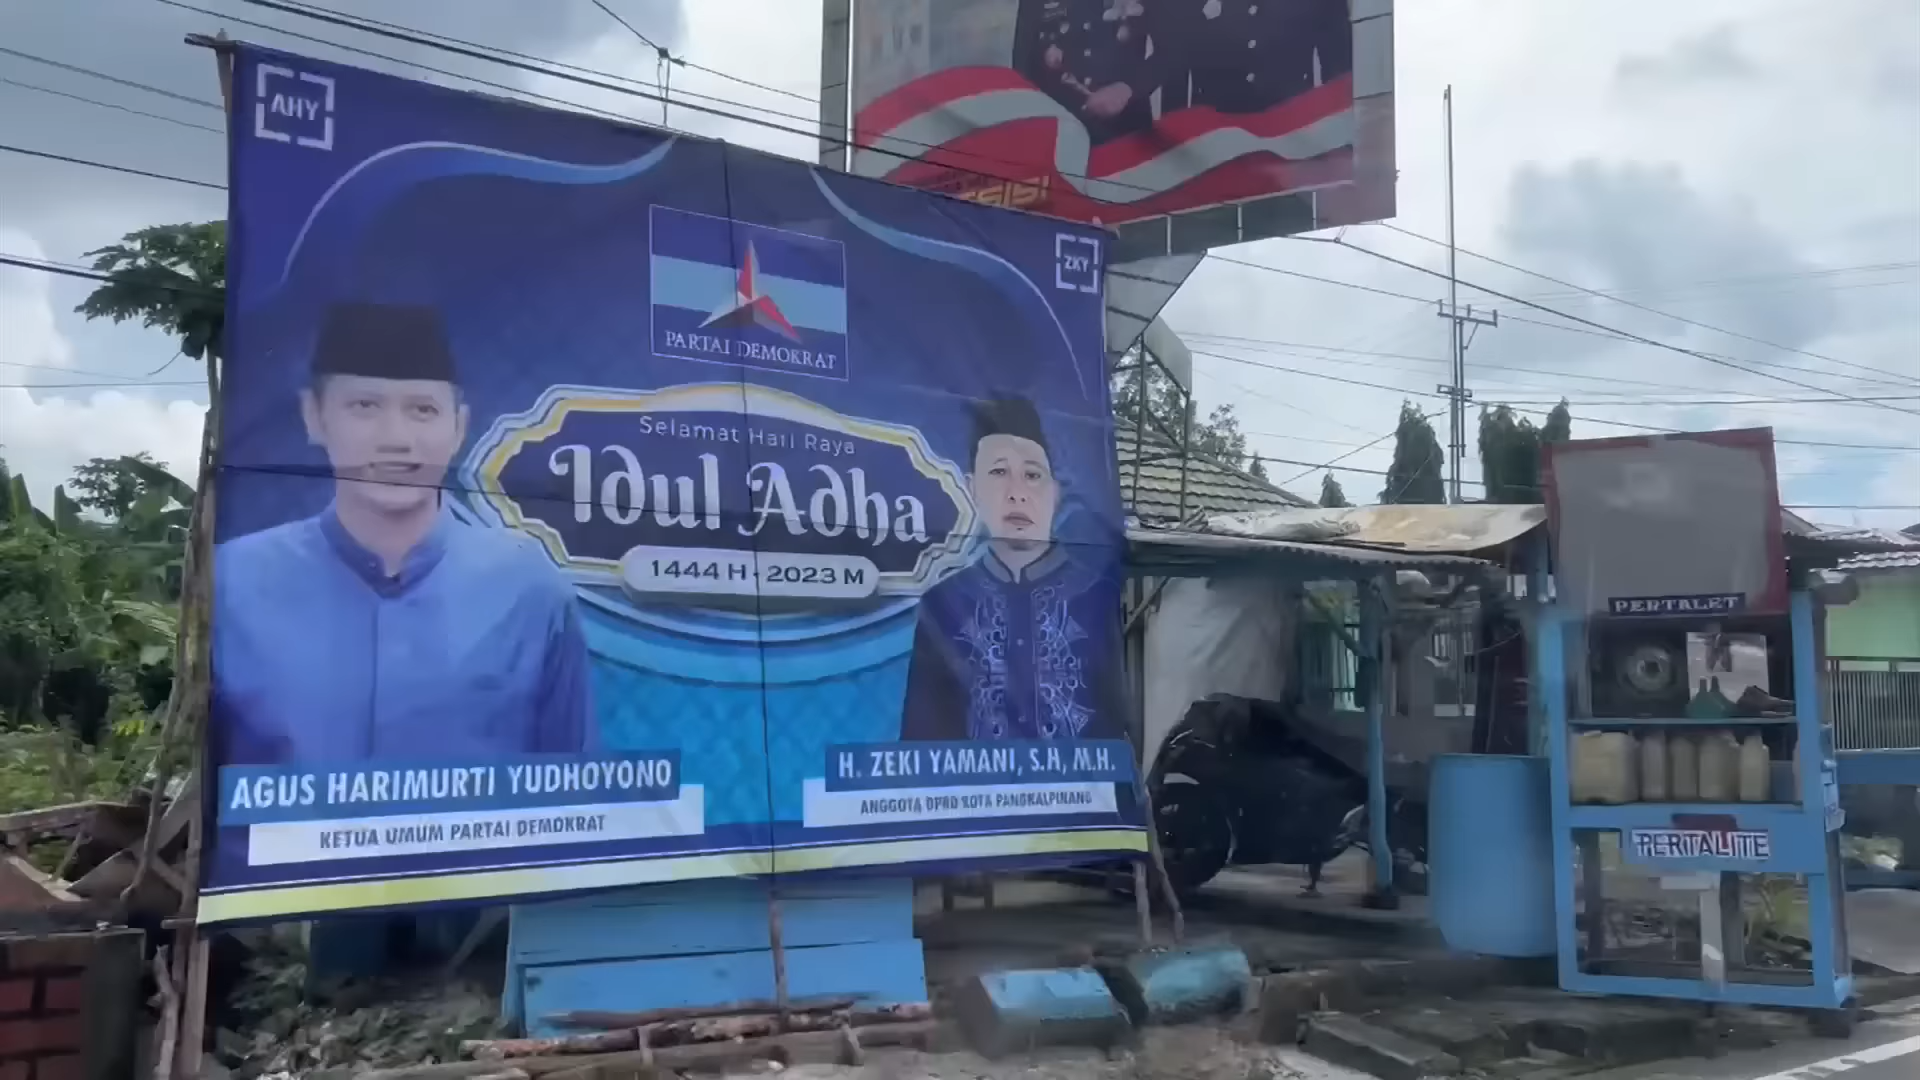 AHY
ZKY
PARTAI DEMOKRAT
Selamat Hari Raya
Idul Adha
1444 H - 2023 M
AGUS HARIMURTI YUDHOYONO
KETUA UMUM PARTAI DEMOKRAT
H. ZEKI YAMANI, S.H, M.H.
ANGGOTA DPRD KOTA PANGKALPINANG
PERTALET
PERTALITE